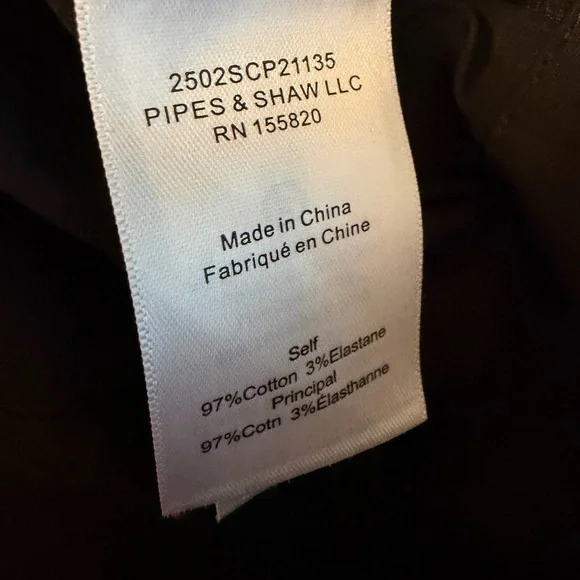 2502SCP21135
PIPES & SHAW LLC
RN 155820
Made in China
Fabriqué en Chine
Self
97%Cotton 3%Elastane
Principal
97%Cotn 3%Élasthanne